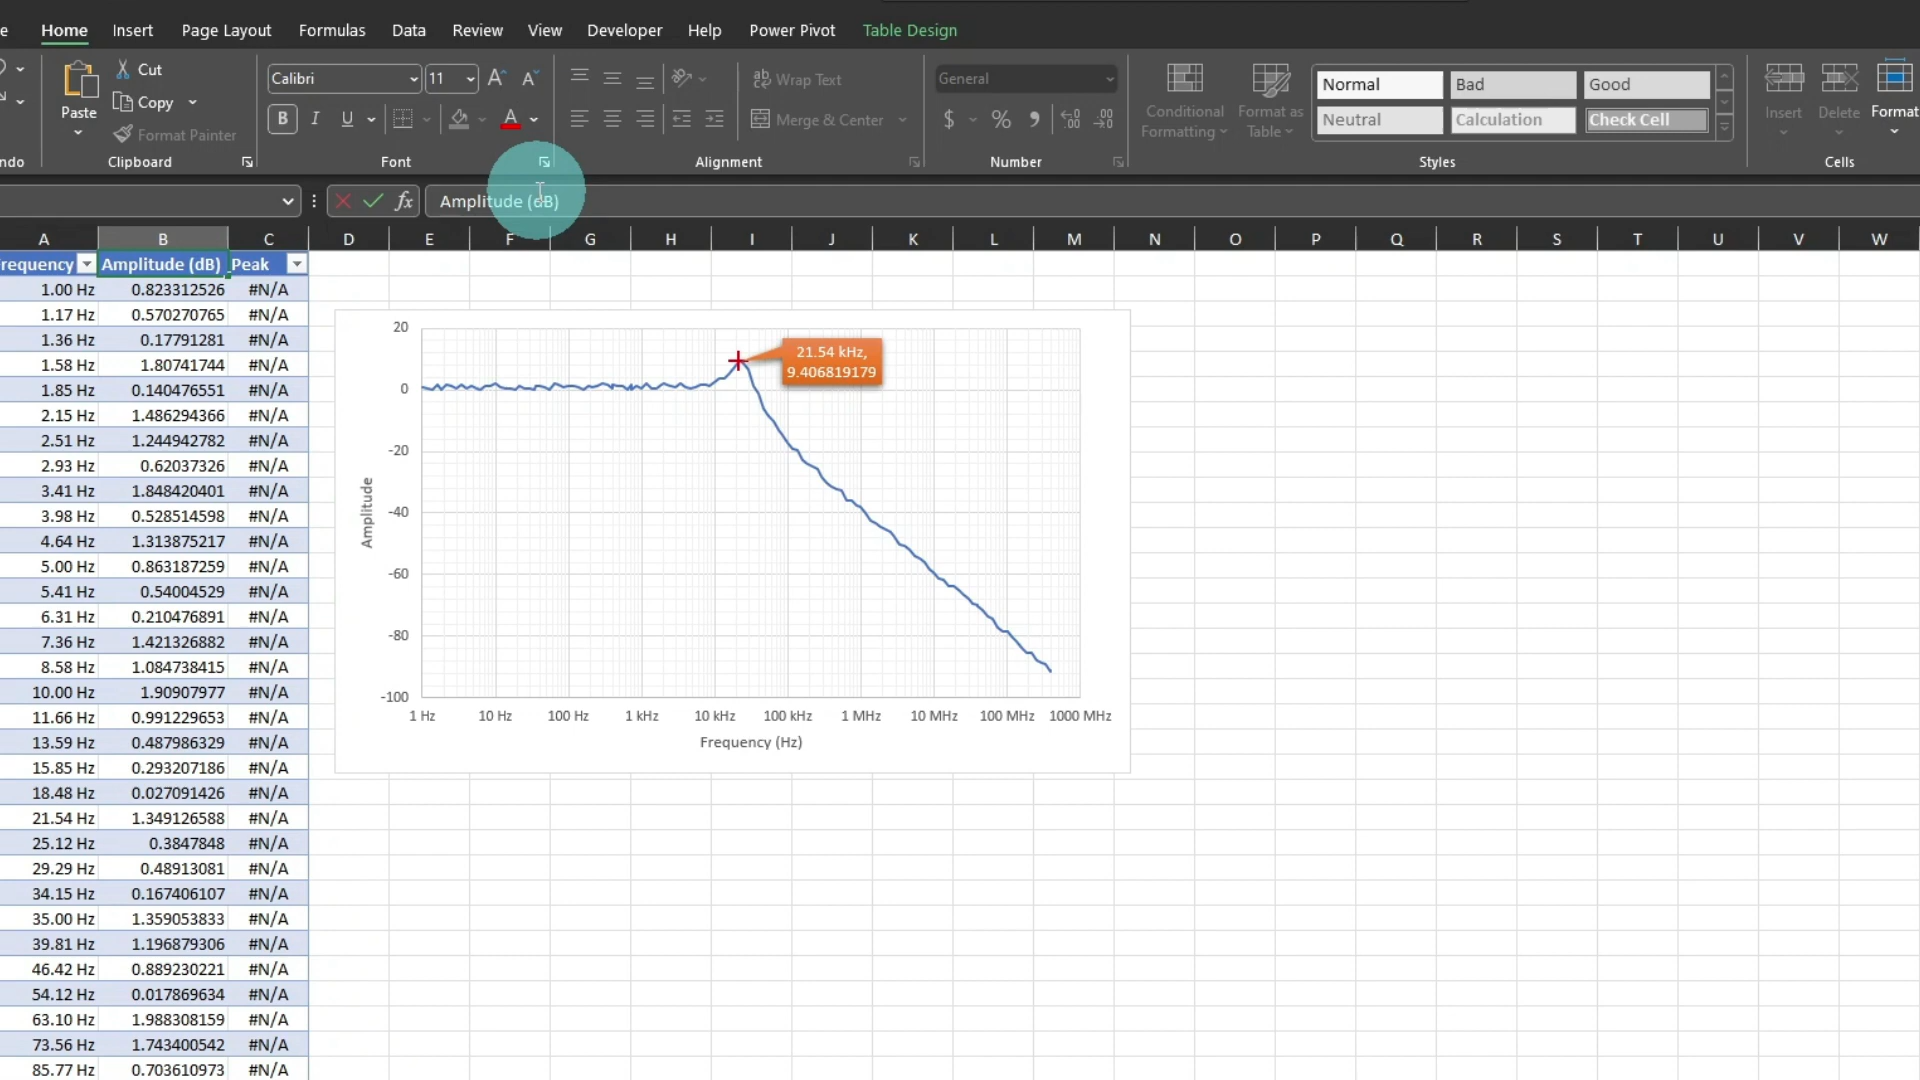 Home Insert Page Layout Formulas Data Review View Developer Help Power Pivot Table Design
Cut
Calibri 11 A A
Wrap Text
General
Normal Bad Good
Paste
Copy
Conditional Formatting
Format as Table
Insert Delete Format
B I U A
Merge & Center
$ %
Neutral Calculation Check Cell
Format Painter
ndo Clipboard Font Alignment Number Styles Cells
fx Amplitude (dB)
A B C D E F G H I J K L M N O P Q R S T U V W
requency Amplitude (dB) Peak
1.00 Hz 0.823312526 #N/A
1.17 Hz 0.570270765 #N/A
1.36 Hz 0.17791281 #N/A
1.58 Hz 1.80741744 #N/A
1.85 Hz 0.140476551 #N/A
2.15 Hz 1.486294366 #N/A
2.51 Hz 1.244942782 #N/A
2.93 Hz 0.62037326 #N/A
3.41 Hz 1.848420401 #N/A
3.98 Hz 0.528514598 #N/A
4.64 Hz 1.313875217 #N/A
5.00 Hz 0.863187259 #N/A
5.41 Hz 0.54004529 #N/A
6.31 Hz 0.210476891 #N/A
7.36 Hz 1.421326882 #N/A
8.58 Hz 1.084738415 #N/A
10.00 Hz 1.90907977 #N/A
11.66 Hz 0.991229653 #N/A
13.59 Hz 0.487986329 #N/A
15.85 Hz 0.293207186 #N/A
18.48 Hz 0.027091426 #N/A
21.54 Hz 1.349126588 #N/A
25.12 Hz 0.3847848 #N/A
29.29 Hz 0.48913081 #N/A
34.15 Hz 0.167406107 #N/A
35.00 Hz 1.359053833 #N/A
39.81 Hz 1.196879306 #N/A
46.42 Hz 0.889230221 #N/A
54.12 Hz 0.017869634 #N/A
63.10 Hz 1.988308159 #N/A
73.56 Hz 1.743400542 #N/A
85.77 Hz 0.703610973 #N/A
20
0
-20
-40
-60
-80
-100
Amplitude
21.54 kHz,
9.406819179
1 Hz 10 Hz 100 Hz 1 kHz 10 kHz 100 kHz 1 MHz 10 MHz 100 MHz 1000 MHz
Frequency (Hz)